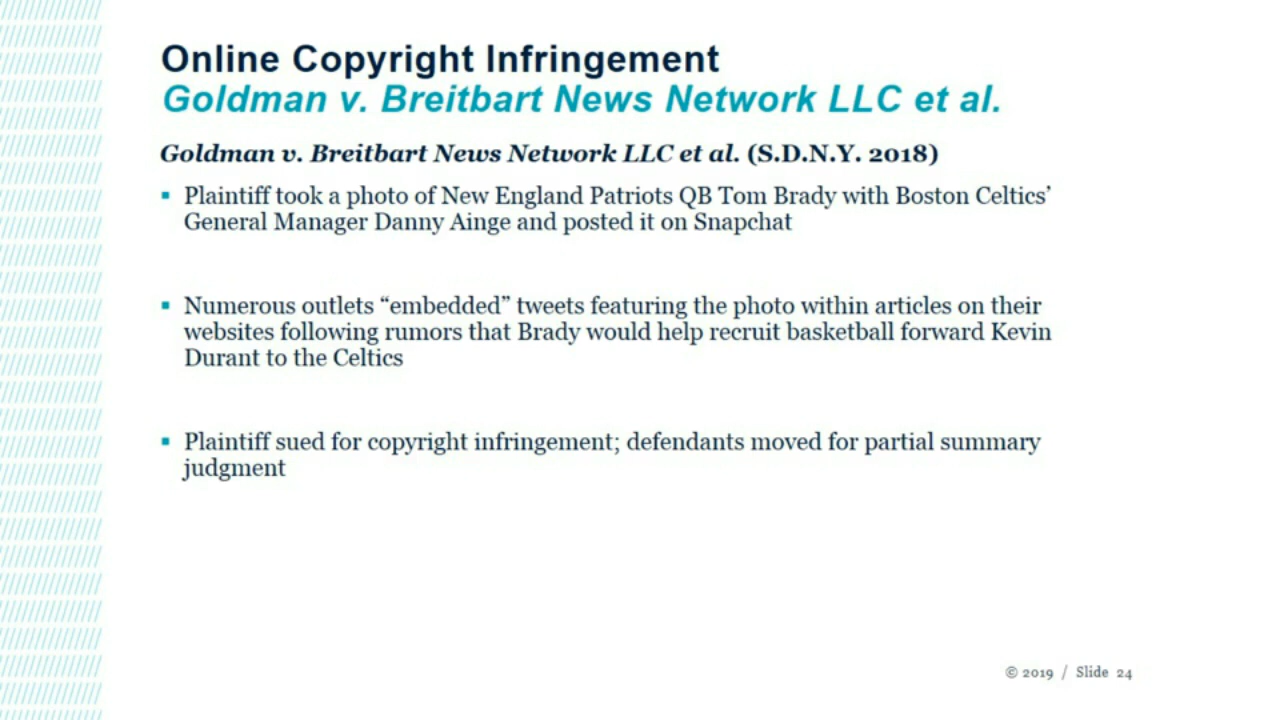 Online Copyright Infringement
Goldman v. Breitbart News Network LLC et al.
Goldman v. Breitbart News Network LLC et al. (S.D.N.Y. 2018)
▪ Plaintiff took a photo of New England Patriots QB Tom Brady with Boston Celtics’
General Manager Danny Ainge and posted it on Snapchat
▪ Numerous outlets “embedded” tweets featuring the photo within articles on their
websites following rumors that Brady would help recruit basketball forward Kevin
Durant to the Celtics
▪ Plaintiff sued for copyright infringement; defendants moved for partial summary
judgment
© 2019 / Slide 24